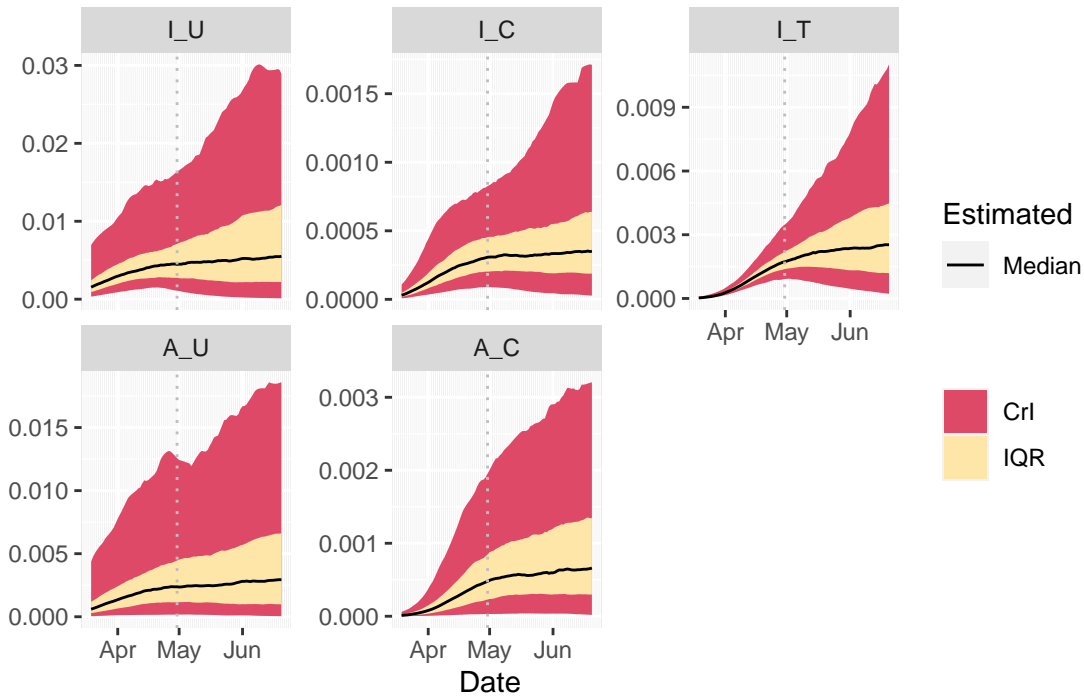 I_U
I_C
I_T
0.03
0.02
0.01
0.00
0.0015
0.0010
0.0005
0.0000
0.009
0.006
0.003
0.000
Apr May Jun
A_U
A_C
0.015
0.010
0.005
0.000
0.003
0.002
0.001
0.000
Apr May Jun
Apr May Jun
Date
Estimated
Median
CrI
IQR